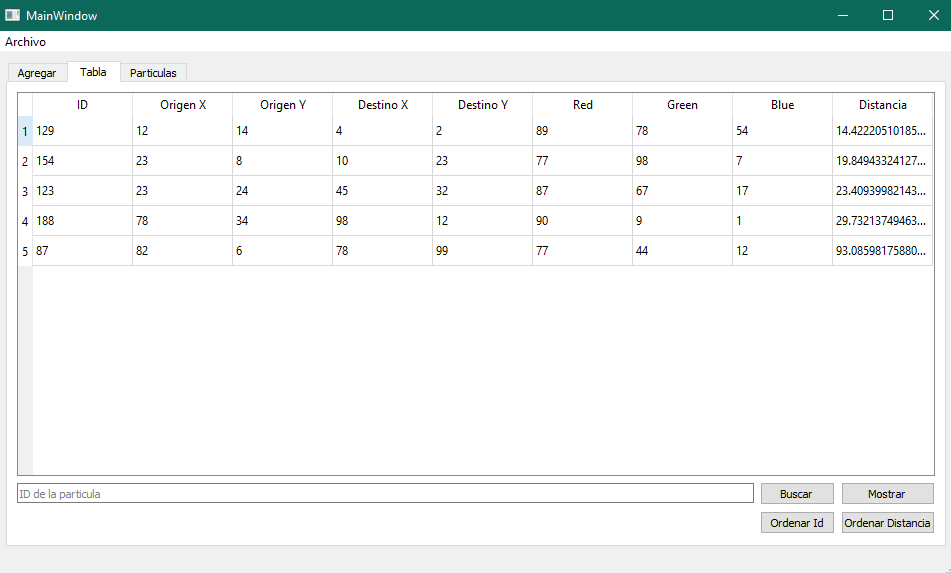 MainWindow
Archivo
Agregar Tabla Particulas
ID Origen X Origen Y Destino X Destino Y Red Green Blue Distancia
1 129 12 14 4 2 89 78 54 14.42220510185...
2 154 23 8 10 23 77 98 7 19.84943324127...
3 123 23 24 45 32 87 67 17 23.40939982143...
4 188 78 34 98 12 90 9 1 29.73213749463...
5 87 82 6 78 99 77 44 12 93.08598175880...
ID de la particula Buscar Mostrar
Ordenar Id Ordenar Distancia